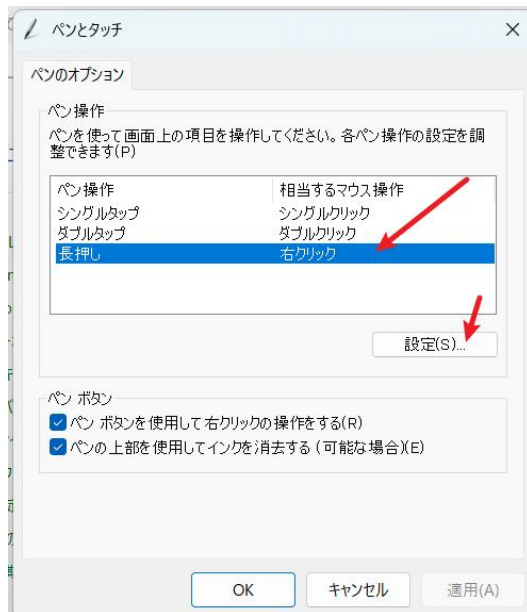 ペンとタッチ
ペンのオプション
ペン操作
ペンを使って画面上の項目を操作してください。各ペン操作の設定を調
整できます(P)
ペン操作 相当するマウス操作
シングルタップ シングルクリック
ダブルタップ ダブルクリック
長押し 右クリック
設定(S)...
ペン ボタン
ペン ボタンを使用して右クリックの操作をする(R)
ペンの上部を使用してインクを消去する (可能な場合)(E)
OK キャンセル 適用(A)